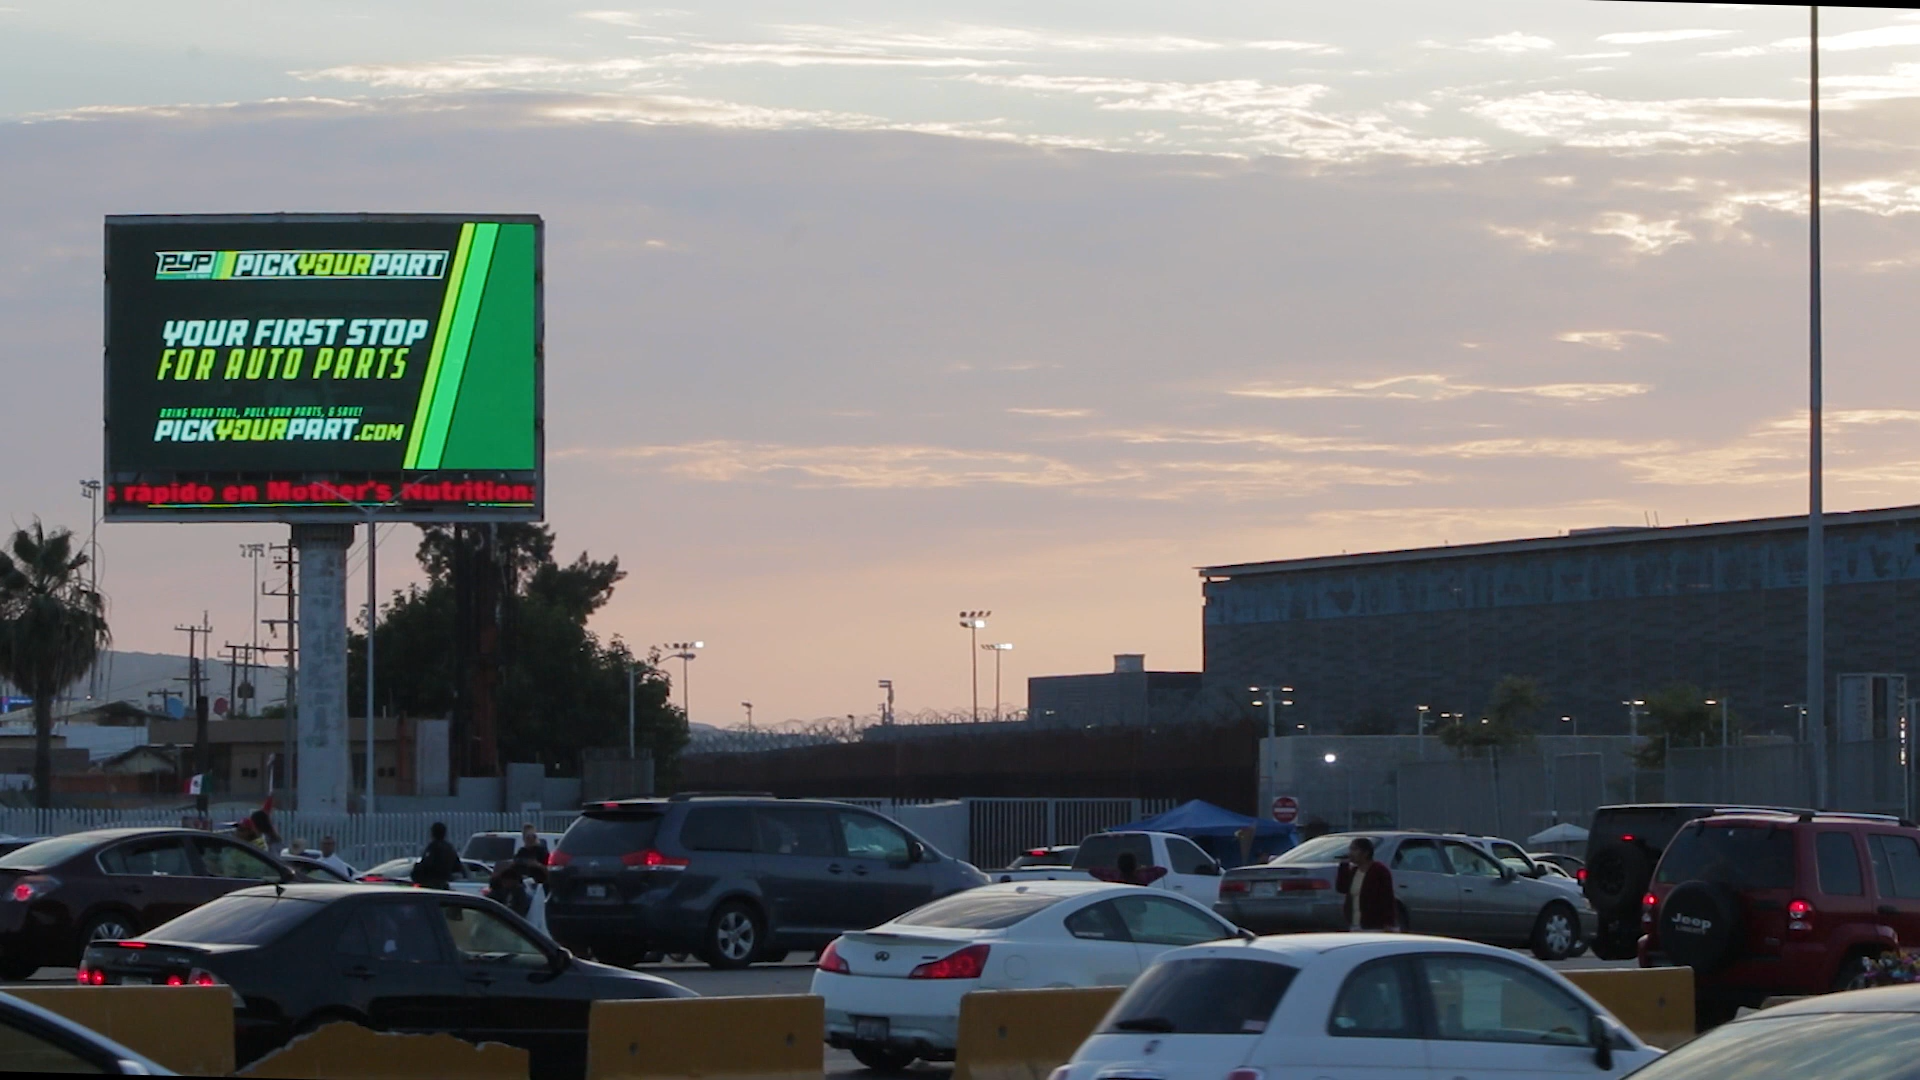 PYP PICKYOURPART
YOUR FIRST STOP
FOR AUTO PARTS
BRING YOUR TOOL, PULL YOUR PARTS, & SAVE!
PICKYOURPART.COM
s rápido en Mother's Nutrition
Jeep
LIBERTY